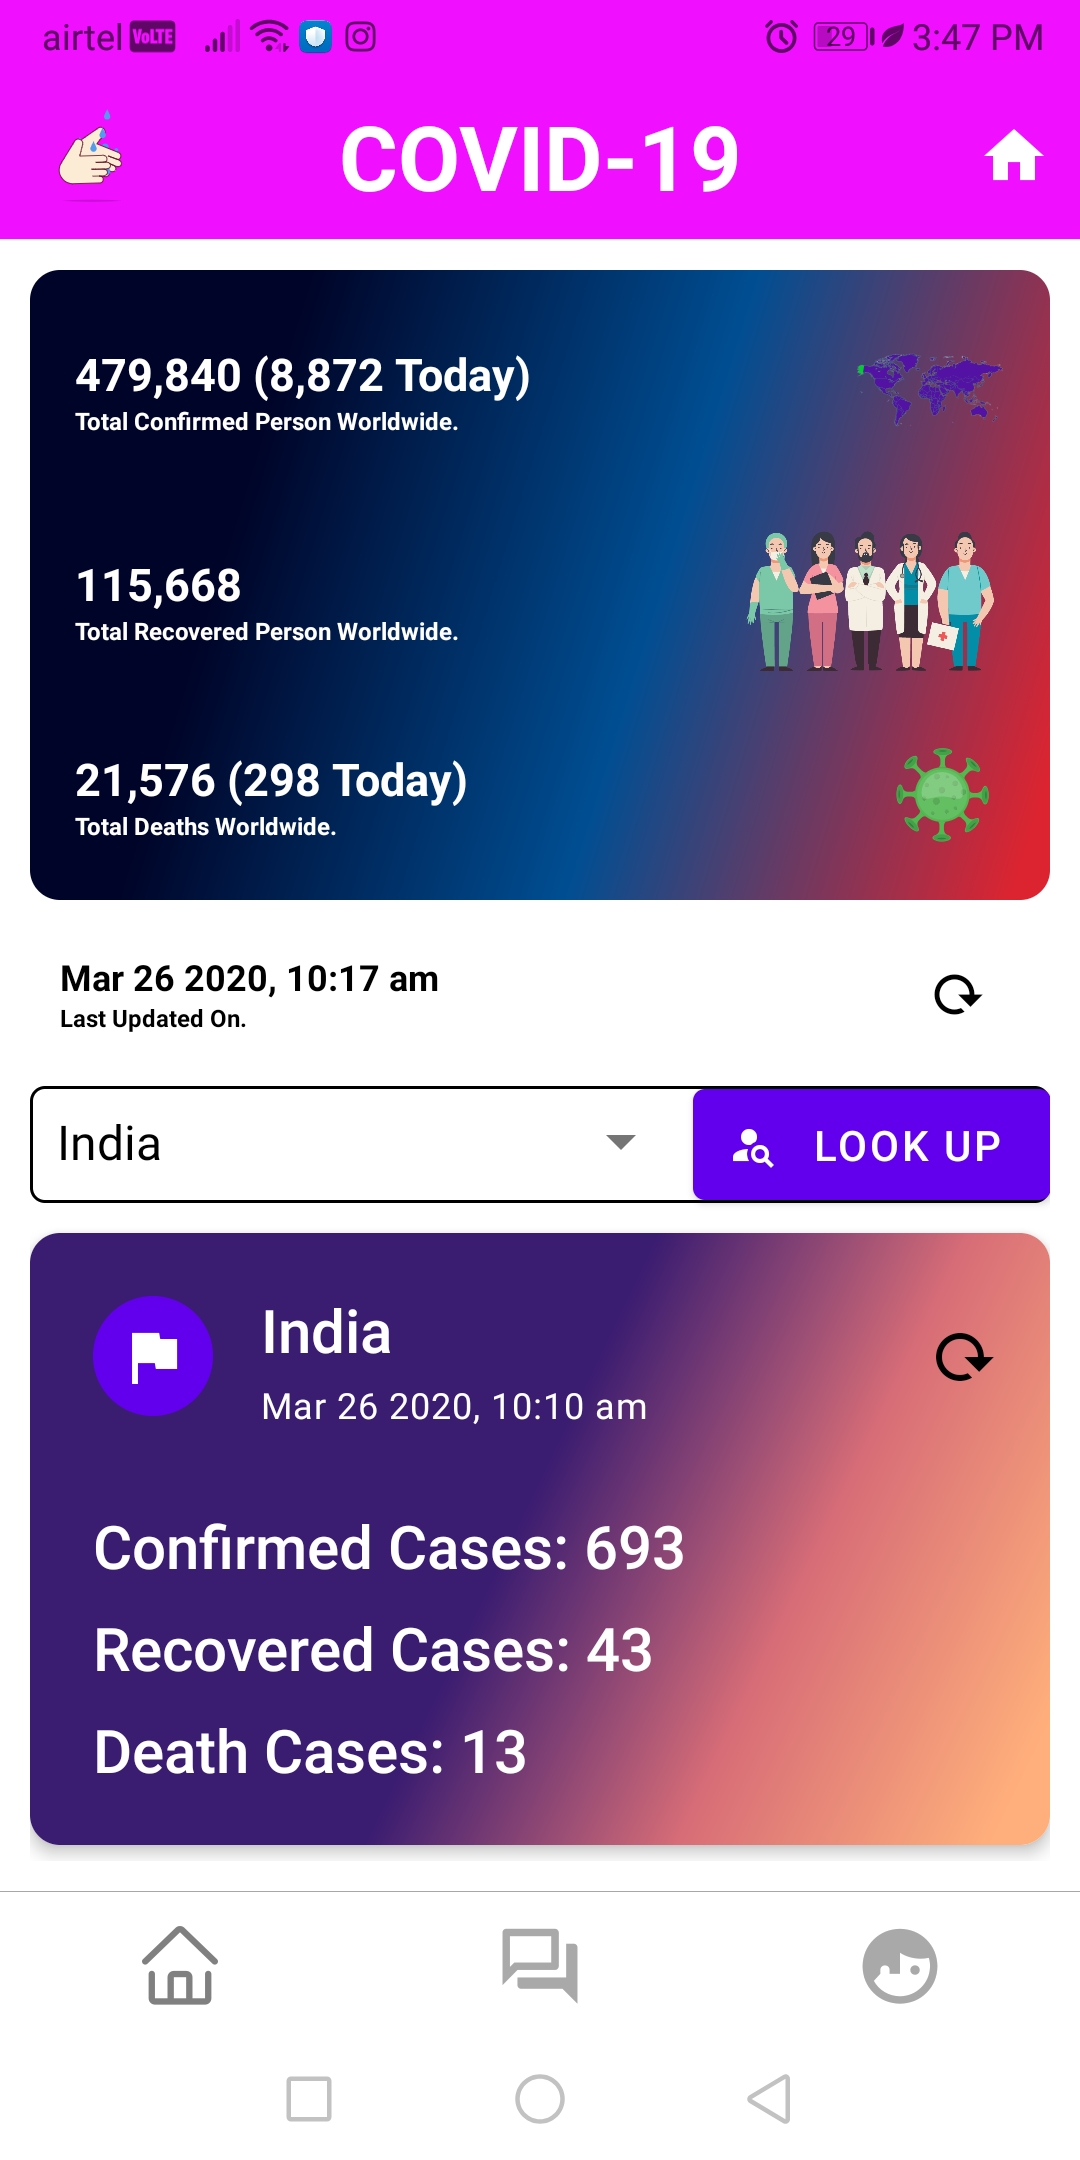 airtel VoLTE 29 3:47 PM
COVID-19
479,840 (8,872 Today)
Total Confirmed Person Worldwide.
115,668
Total Recovered Person Worldwide.
21,576 (298 Today)
Total Deaths Worldwide.
Mar 26 2020, 10:17 am
Last Updated On.
India LOOK UP
India
Mar 26 2020, 10:10 am
Confirmed Cases: 693
Recovered Cases: 43
Death Cases: 13